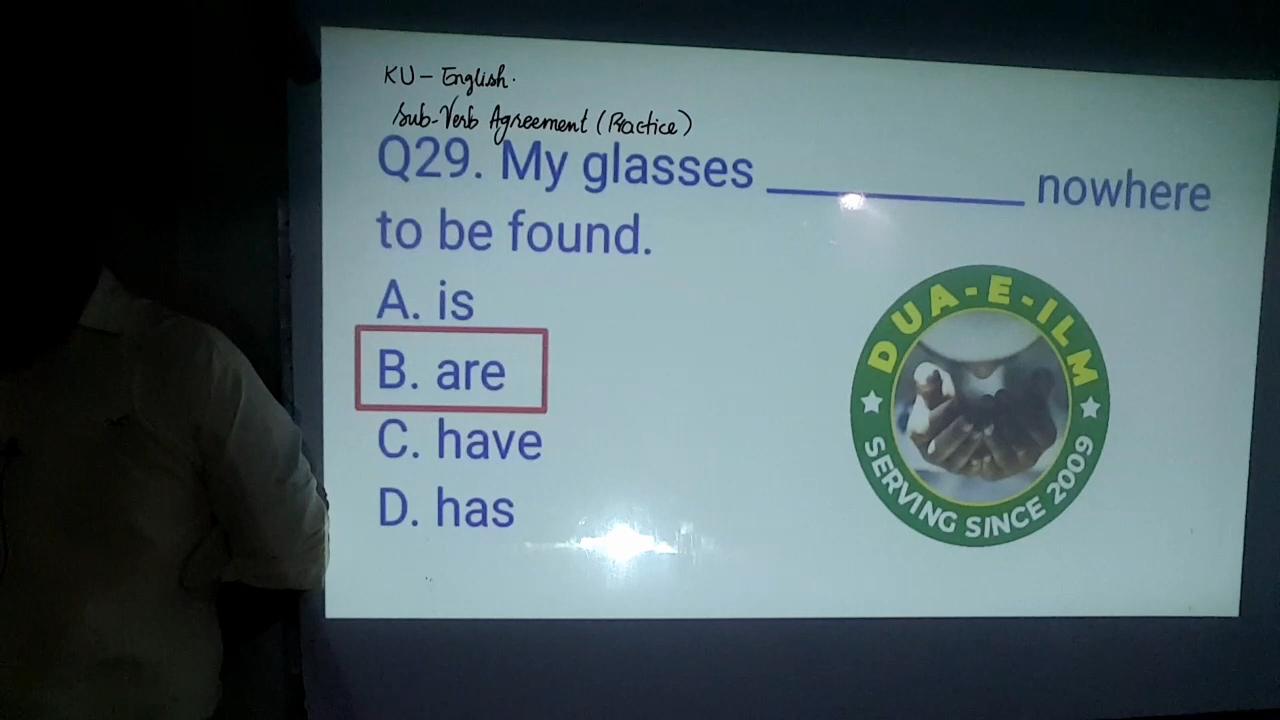 KU - English.
Sub-Verb Agreement (Practice)
Q29. My glasses __________ nowhere
to be found.
A. is
B. are
C. have
D. has
DUA-E-ILM
SERVING SINCE 2009